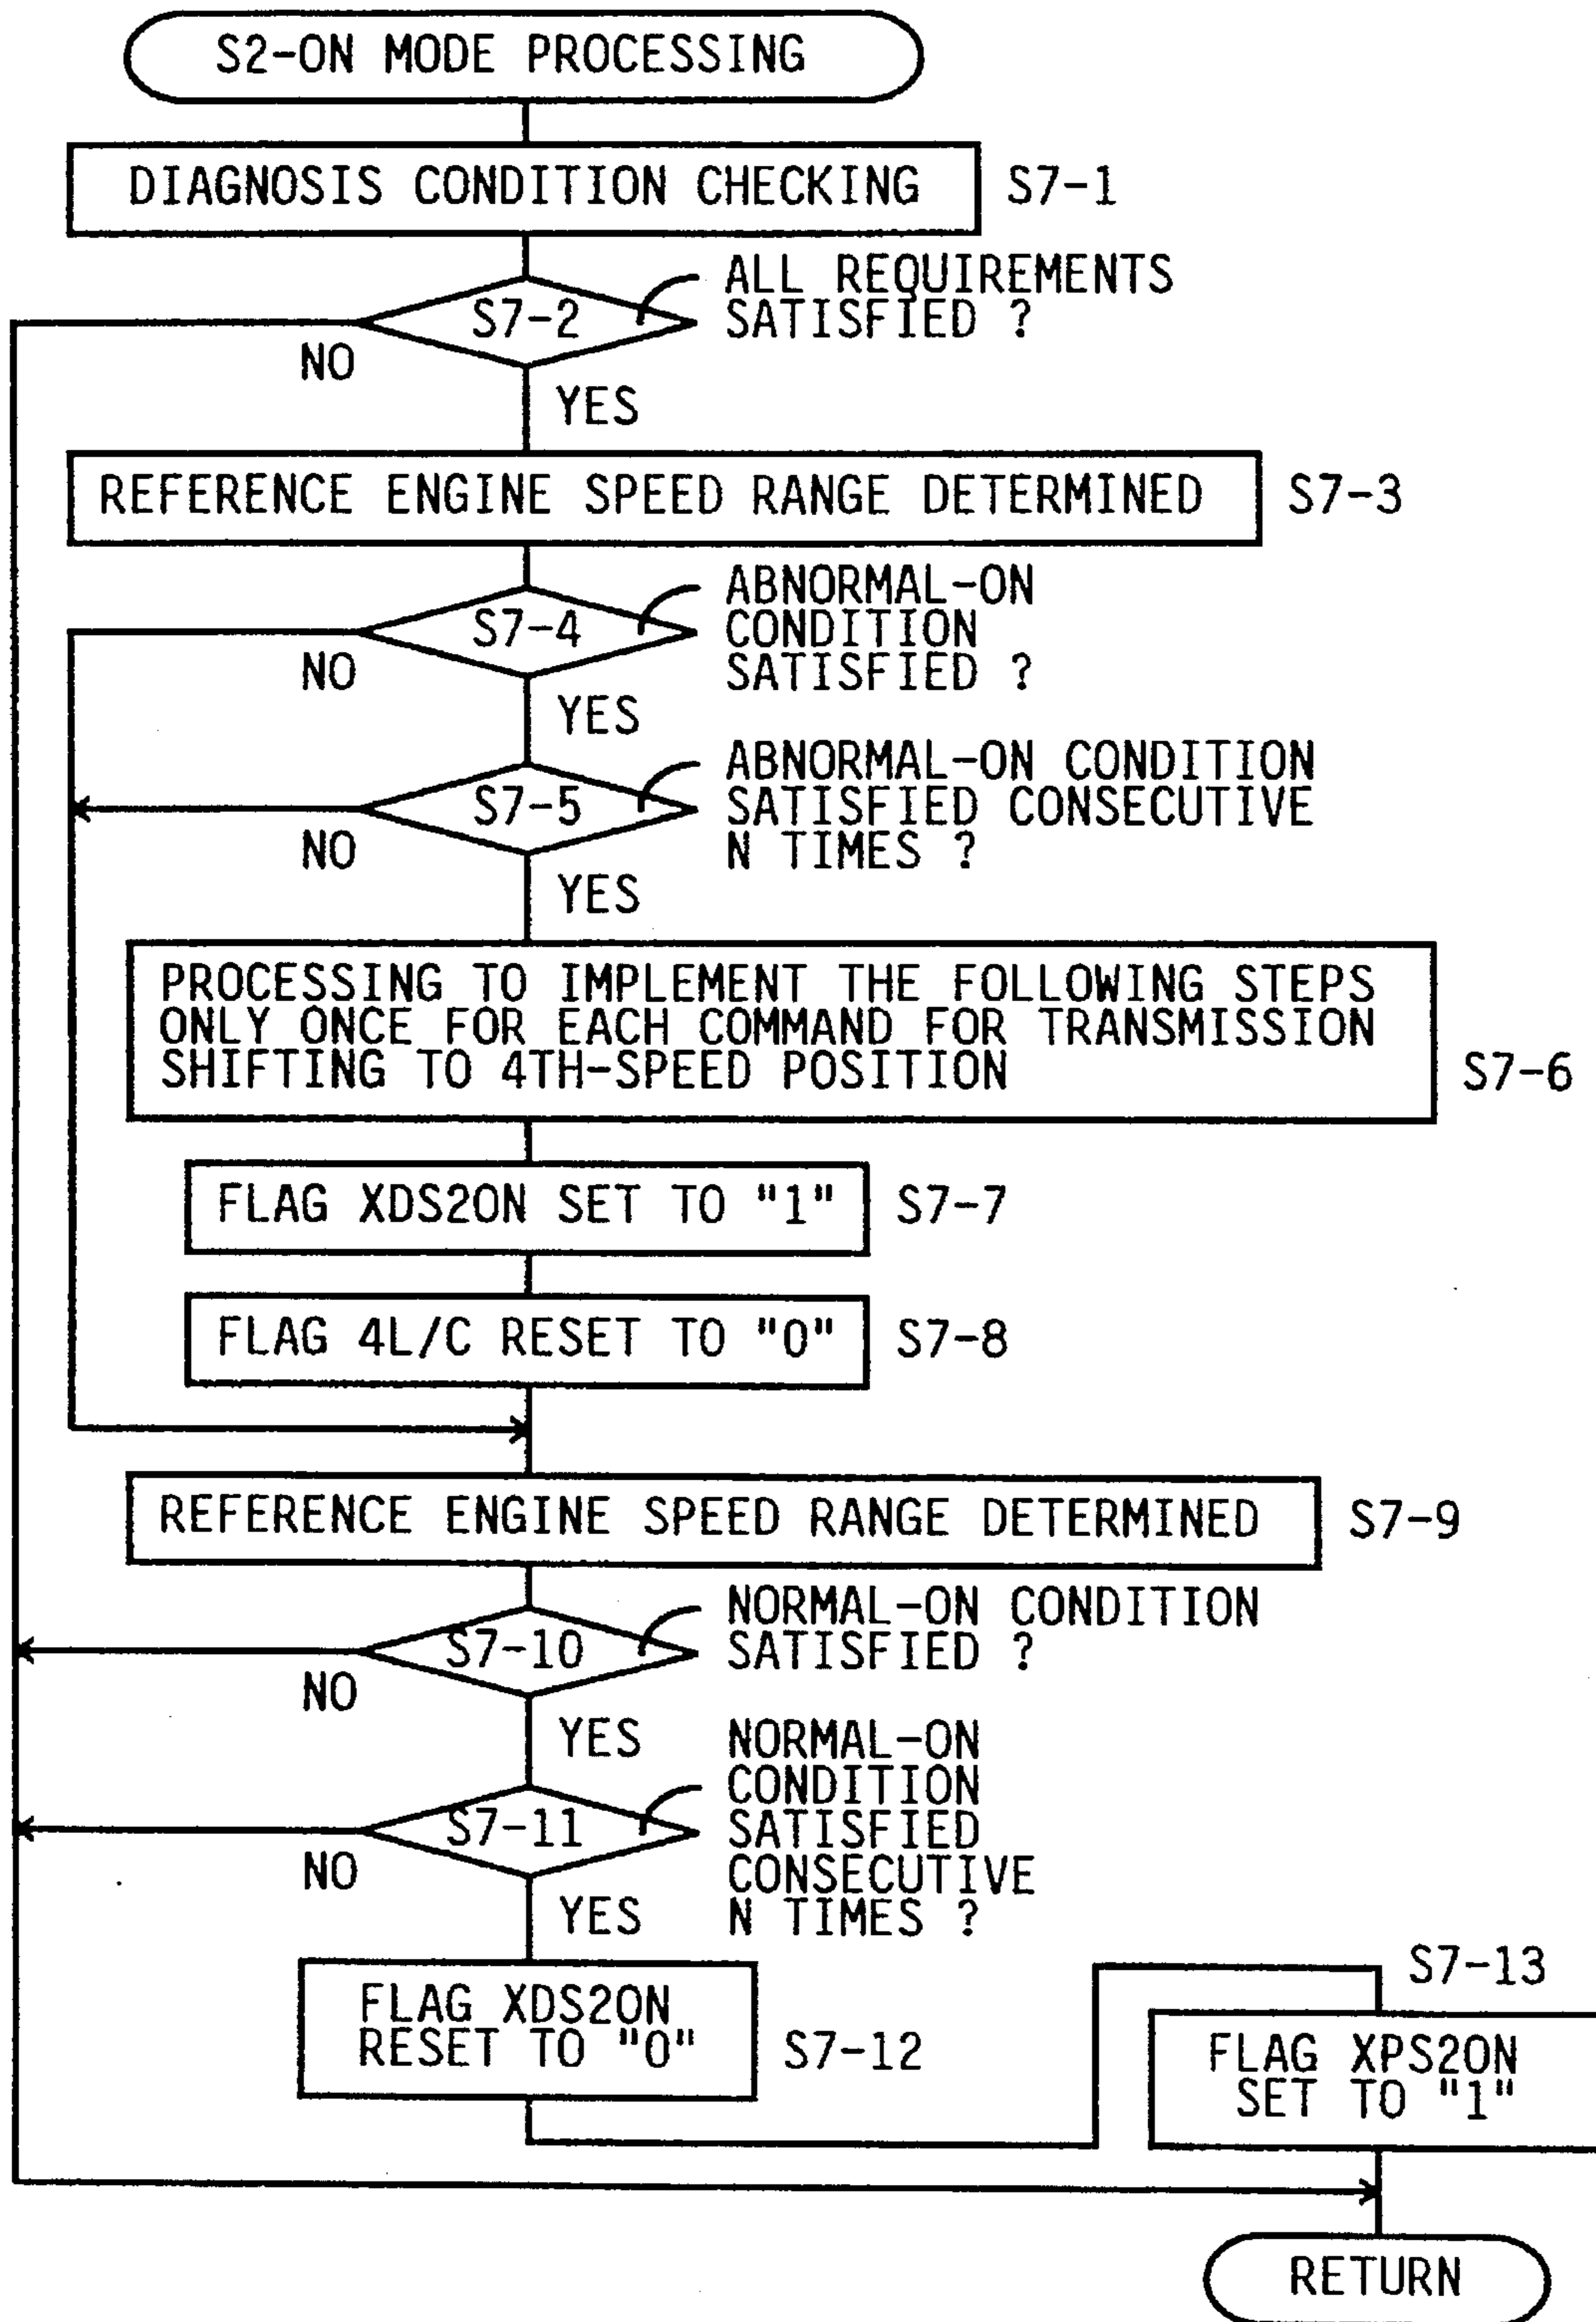 S2-ON MODE PROCESSING
DIAGNOSIS CONDITION CHECKING
S7-1
ALL REQUIREMENTS
SATISFIED ?
S7-2
NO
YES
REFERENCE ENGINE SPEED RANGE DETERMINED
S7-3
ABNORMAL-ON
CONDITION
SATISFIED ?
S7-4
NO
YES
ABNORMAL-ON CONDITION
SATISFIED CONSECUTIVE
N TIMES ?
S7-5
NO
YES
PROCESSING TO IMPLEMENT THE FOLLOWING STEPS
ONLY ONCE FOR EACH COMMAND FOR TRANSMISSION
SHIFTING TO 4TH-SPEED POSITION
S7-6
FLAG XDS2ON SET TO "1"
S7-7
FLAG 4L/C RESET TO "0"
S7-8
REFERENCE ENGINE SPEED RANGE DETERMINED
S7-9
NORMAL-ON CONDITION
SATISFIED ?
S7-10
NO
YES
NORMAL-ON
CONDITION
SATISFIED
CONSECUTIVE
N TIMES ?
S7-11
NO
YES
FLAG XDS2ON
RESET TO "0"
S7-12
S7-13
FLAG XPS2ON
SET TO "1"
RETURN